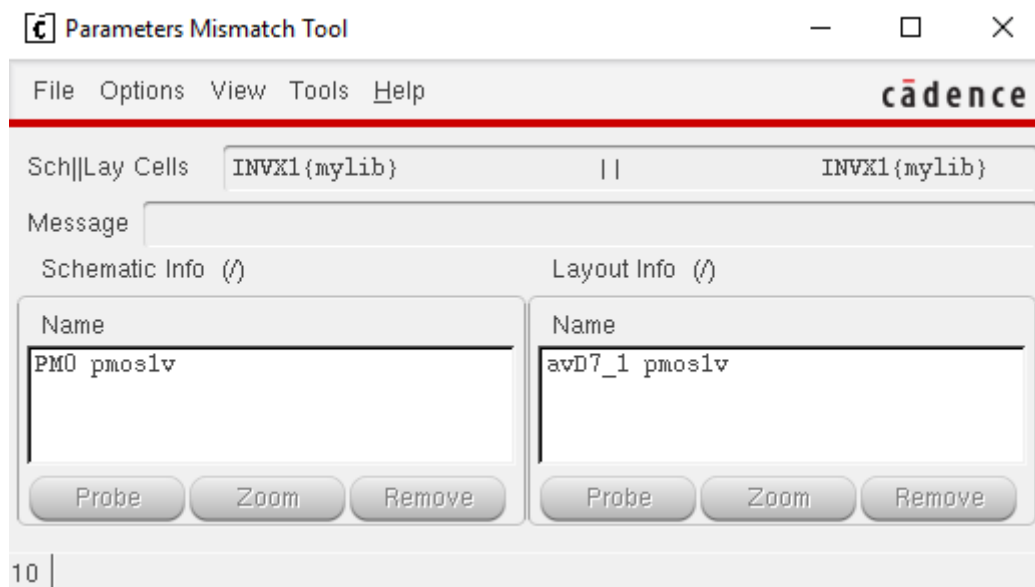 Parameters Mismatch Tool
File Options View Tools Help cādence
Sch||Lay Cells INVX1{mylib} || INVX1{mylib}
Message
Schematic Info (/) Layout Info (/)
Name Name
PM0 pmos1v avD7_1 pmos1v
Probe Zoom Remove Probe Zoom Remove
10